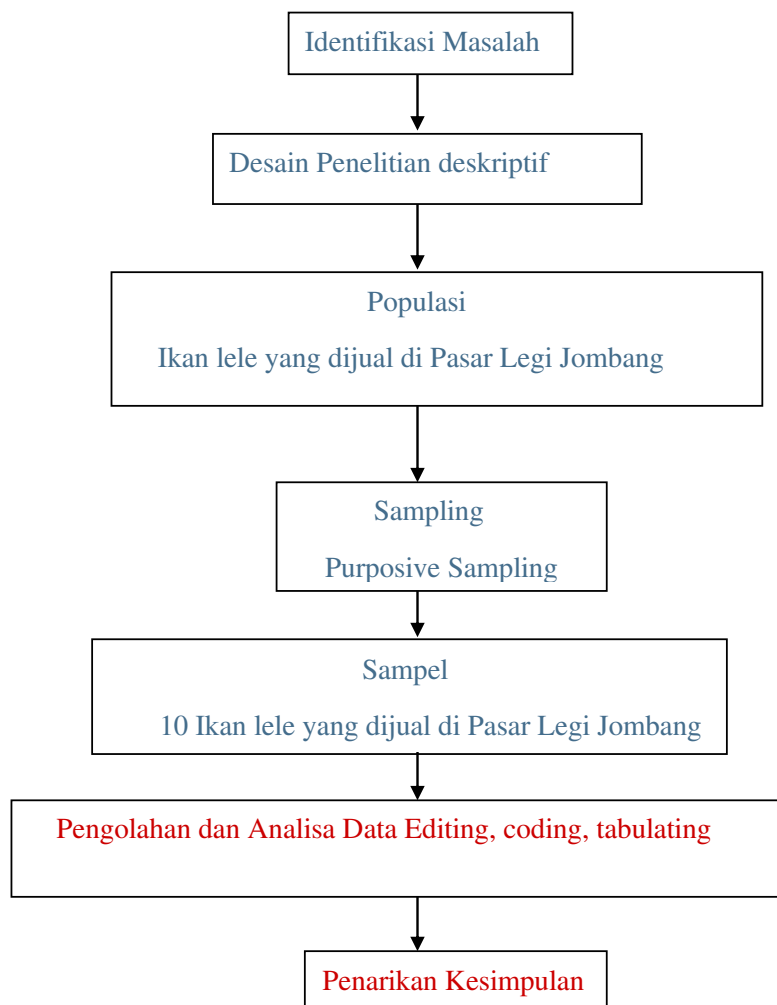 Identifikasi Masalah
Desain Penelitian deskriptif
Populasi
Ikan lele yang dijual di Pasar Legi Jombang
Sampling
Purposive Sampling
Sampel
10 Ikan lele yang dijual di Pasar Legi Jombang
Pengolahan dan Analisa Data Editing, coding, tabulating
Penarikan Kesimpulan